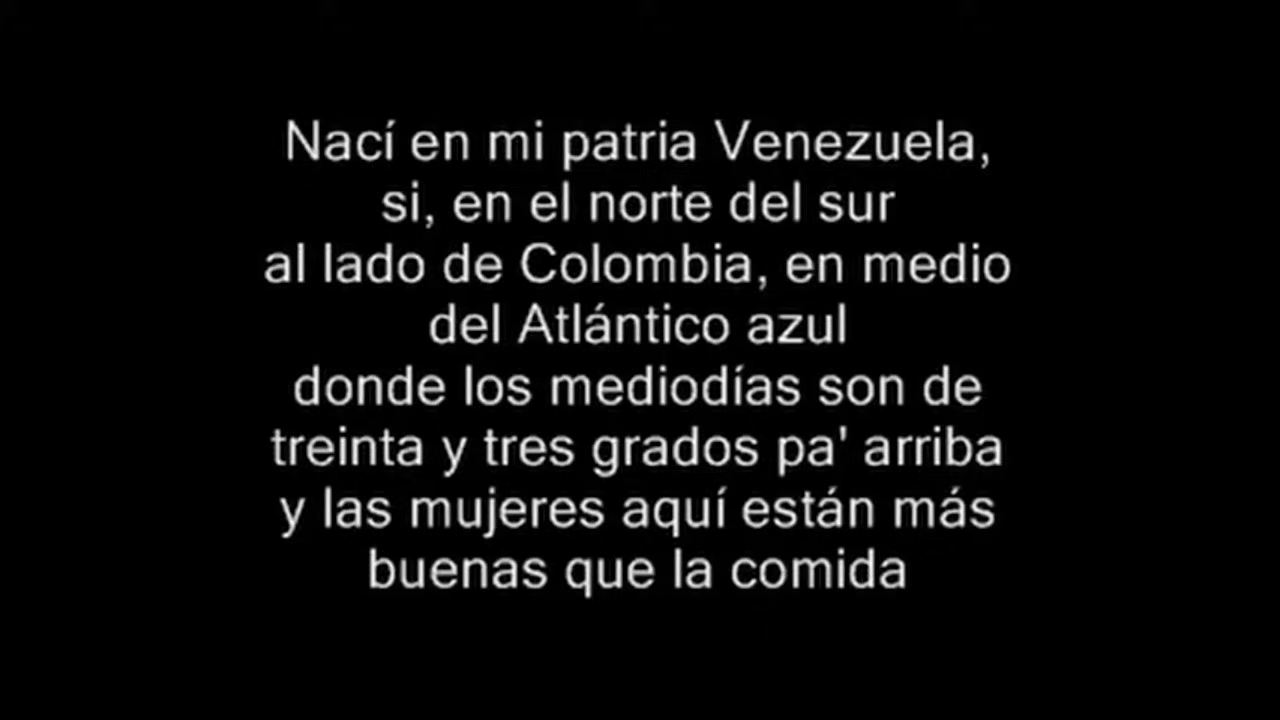 Nací en mi patria Venezuela,
si, en el norte del sur
al lado de Colombia, en medio
del Atlántico azul
donde los mediodías son de
treinta y tres grados pa' arriba
y las mujeres aquí están más
buenas que la comida